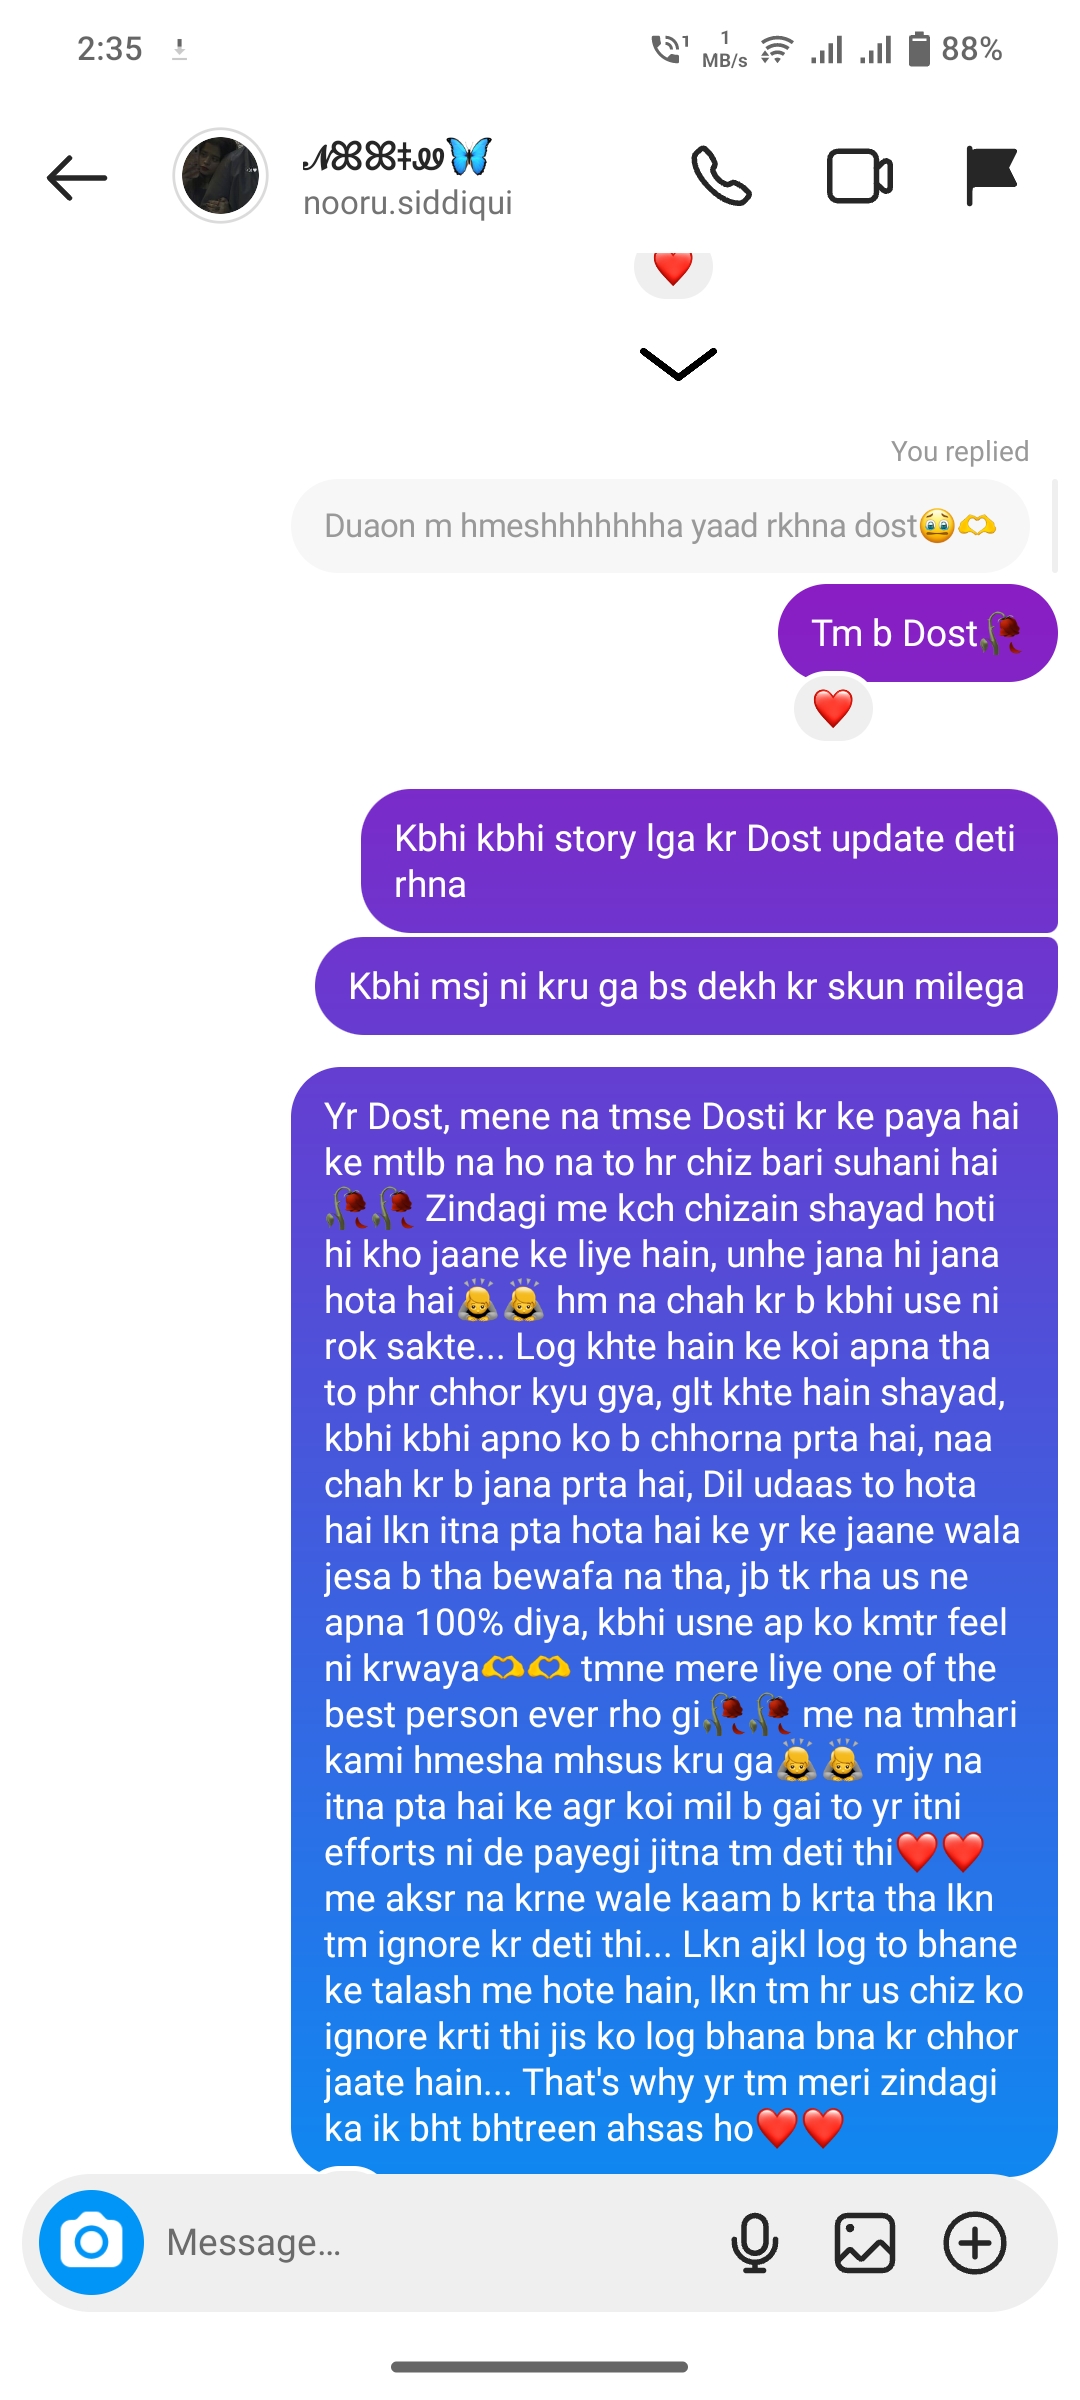 2:35
1
1
MB/s
88%
𝒩ꕥꕥ‡
nooru.siddiqui
❤️
You replied
Duaon m hmeshhhhhhha yaad rkhna dost🥹🫶
Tm b Dost🥀
❤️
Kbhi kbhi story lga kr Dost update deti
rhna
Kbhi msj ni kru ga bs dekh kr skun milega
Yr Dost, mene na tmse Dosti kr ke paya hai
ke mtlb na ho na to hr chiz bari suhani hai
🥀🥀 Zindagi me kch chizain shayad hoti
hi kho jaane ke liye hain, unhe jana hi jana
hota hai🙇🙇 hm na chah kr b kbhi use ni
rok sakte... Log khte hain ke koi apna tha
to phr chhor kyu gya, glt khte hain shayad,
kbhi kbhi apno ko b chhorna prta hai, naa
chah kr b jana prta hai, Dil udaas to hota
hai lkn itna pta hota hai ke yr ke jaane wala
jesa b tha bewafa na tha, jb tk rha us ne
apna 100% diya, kbhi usne ap ko kmtr feel
ni krwaya🫶🫶 tmne mere liye one of the
best person ever rho gi🥀🥀 me na tmhari
kami hmesha mhsus kru ga🙇🙇 mjy na
itna pta hai ke agr koi mil b gai to yr itni
efforts ni de payegi jitna tm deti thi❤️❤️
me aksr na krne wale kaam b krta tha lkn
tm ignore kr deti thi... Lkn ajkl log to bhane
ke talash me hote hain, lkn tm hr us chiz ko
ignore krti thi jis ko log bhana bna kr chhor
jaate hain... That's why yr tm meri zindagi
ka ik bht bhtreen ahsas ho❤️❤️
Message...